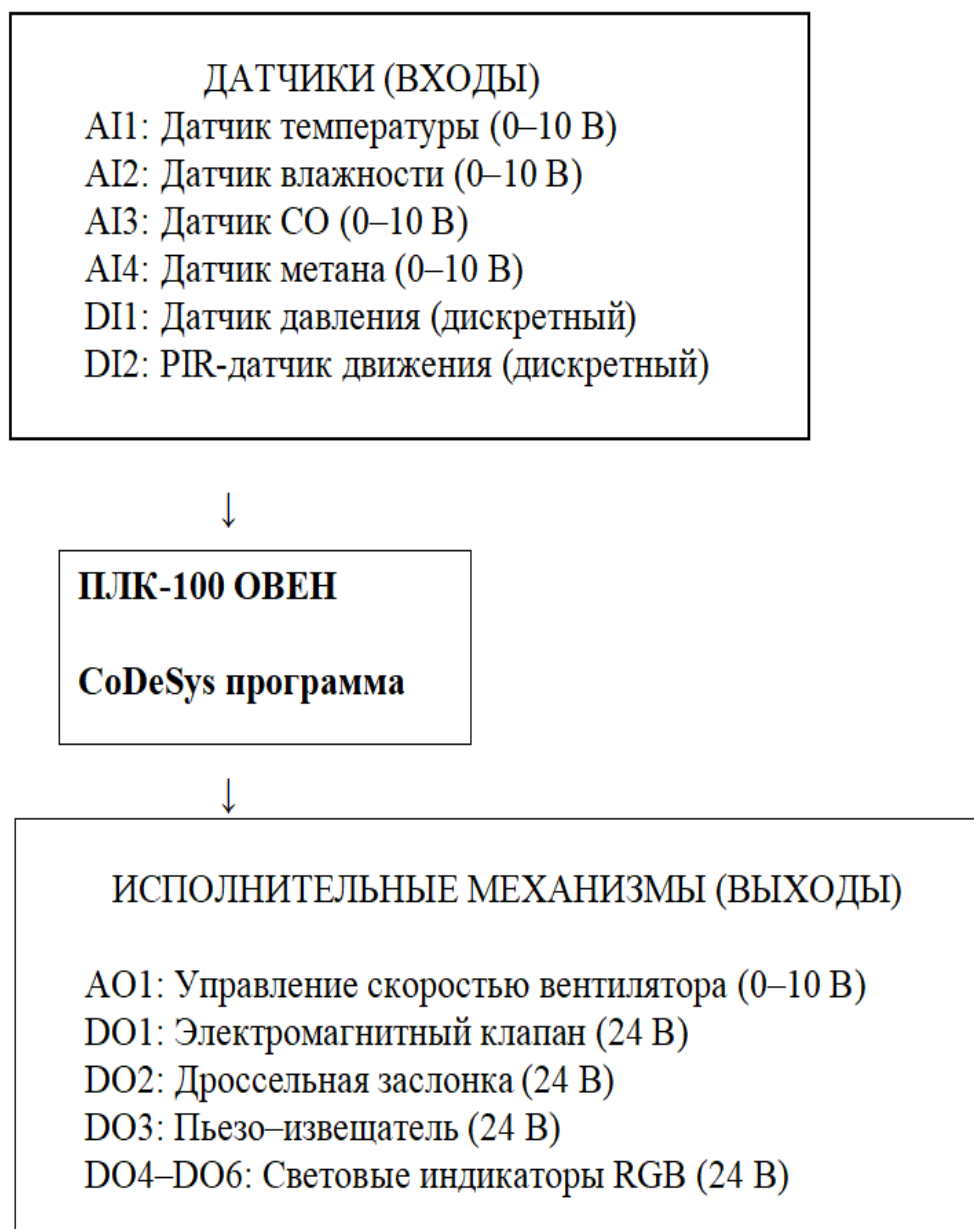 ДАТЧИКИ (ВХОДЫ)
AI1: Датчик температуры (0–10 В)
AI2: Датчик влажности (0–10 В)
AI3: Датчик CO (0–10 В)
AI4: Датчик метана (0–10 В)
DI1: Датчик давления (дискретный)
DI2: PIR-датчик движения (дискретный)
↓
ПЛК-100 ОВЕН
CoDeSys программа
↓
ИСПОЛНИТЕЛЬНЫЕ МЕХАНИЗМЫ (ВЫХОДЫ)
AO1: Управление скоростью вентилятора (0–10 В)
DO1: Электромагнитный клапан (24 В)
DO2: Дроссельная заслонка (24 В)
DO3: Пьезо–извещатель (24 В)
DO4–DO6: Световые индикаторы RGB (24 В)